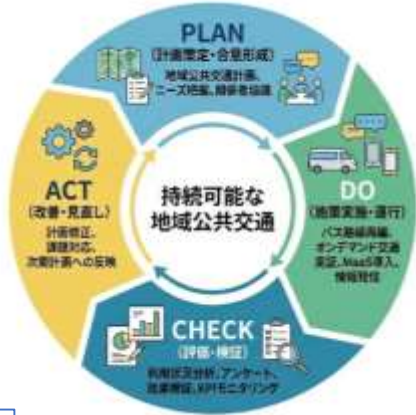 PLAN
(計画策定・合意形成)
地域公共交通計画、
ニーズ把握、関係者協議
DO
(施策実施・運行)
バス路線再編、
オンデマンド交通
実証、MaaS導入、
情報発信
CHECK
(評価・検証)
利用状況分析、アンケート、
効果検証、KPIモニタリング
ACT
(改善・見直し)
計画修正、
課題対応、
次期計画への反映
持続可能な
地域公共交通